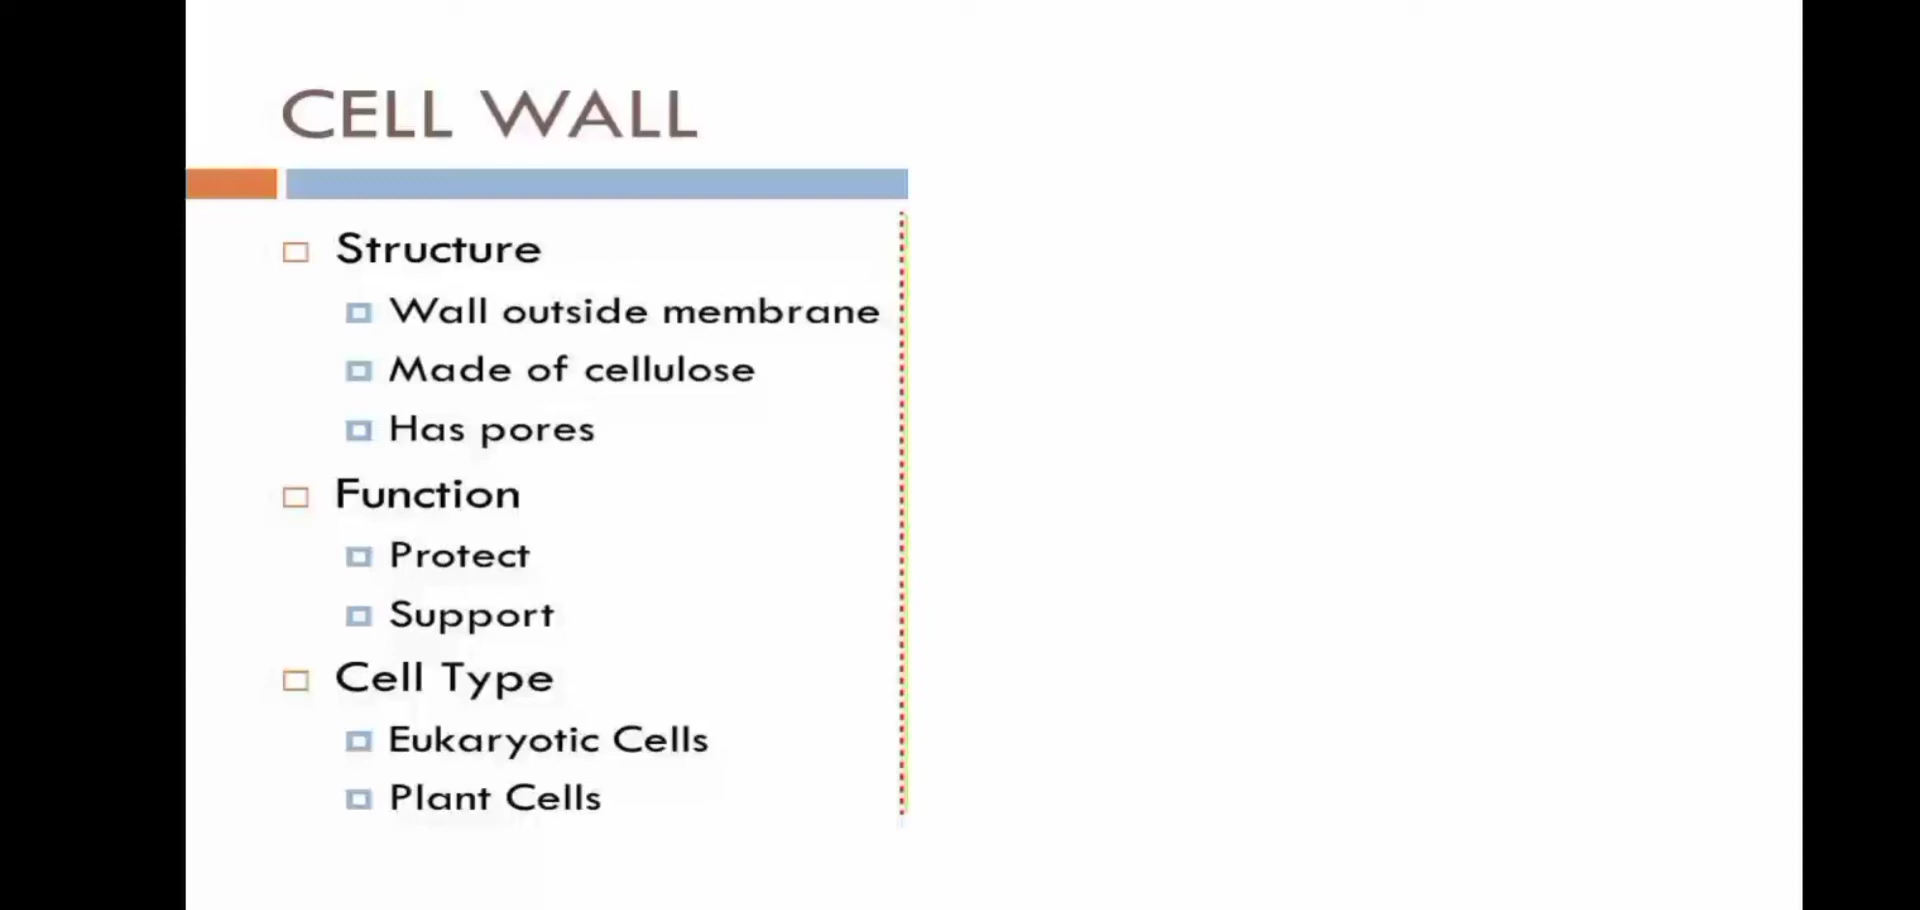 CELL WALL
Structure
Wall outside membrane
Made of cellulose
Has pores
Function
Protect
Support
Cell Type
Eukaryotic Cells
Plant Cells